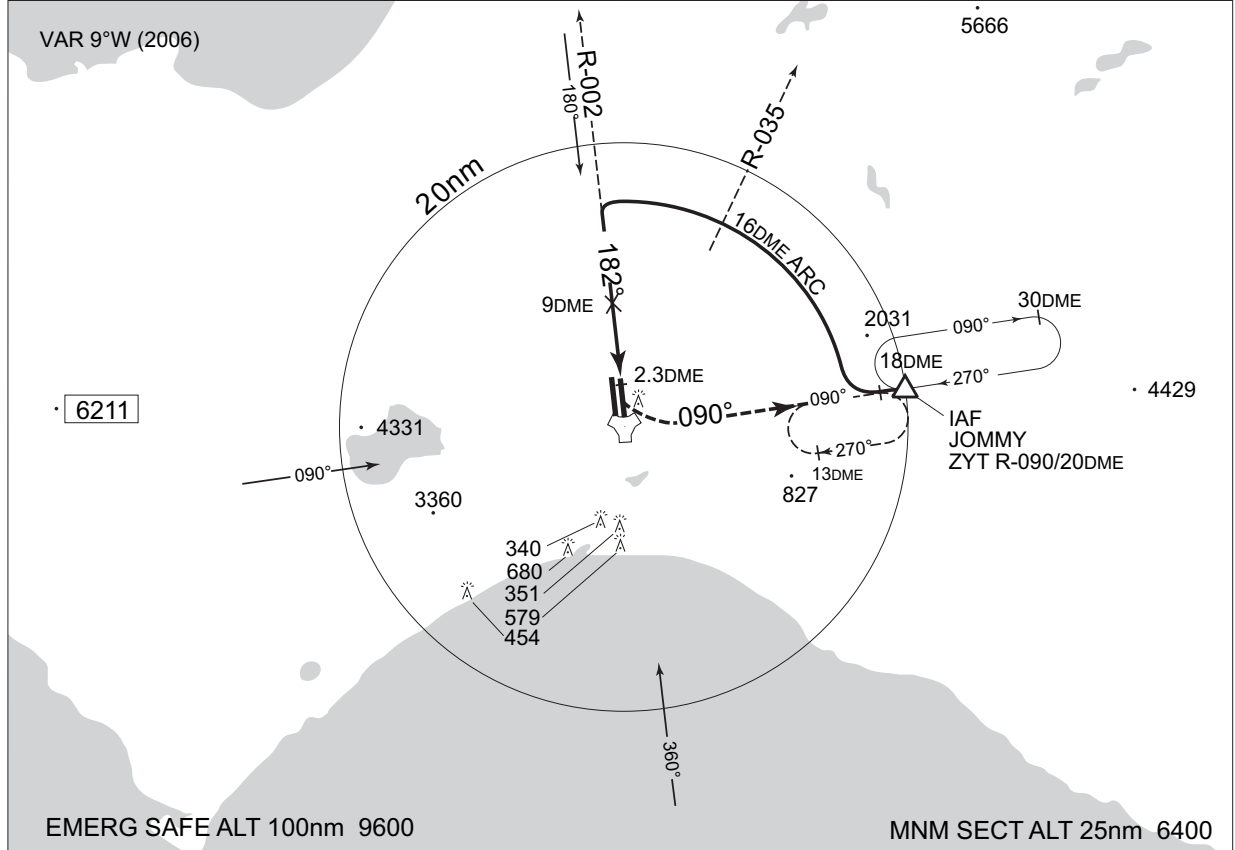 VAR 9°W (2006)
5666
R-002
180°
R-035
20nm
16DME ARC
182°
9DME
2031
30DME
090°
18DME
270°
2.3DME
4429
6211
090°
090°
IAF
JOMMY
ZYT R-090/20DME
4331
270°
13DME
827
090°
3360
340
680
351
579
454
360°
EMERG SAFE ALT 100nm 9600
MNM SECT ALT 25nm 6400